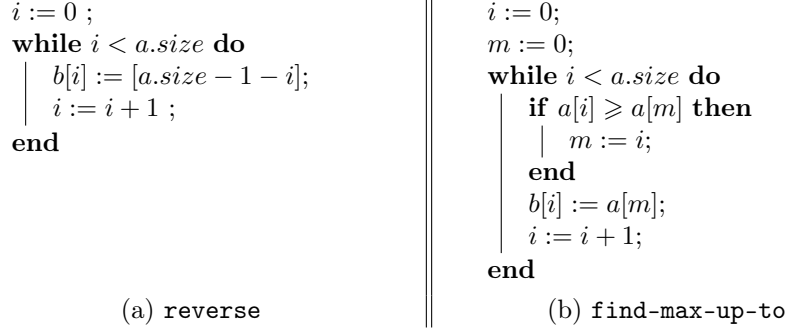 i := 0 ;
while i < a.size do
b[i] := [a.size − 1 − i];
i := i + 1 ;
end
(a) reverse
i := 0;
m := 0;
while i < a.size do
if a[i] ⩾ a[m] then
m := i;
end
b[i] := a[m];
i := i + 1;
end
(b) find-max-up-to